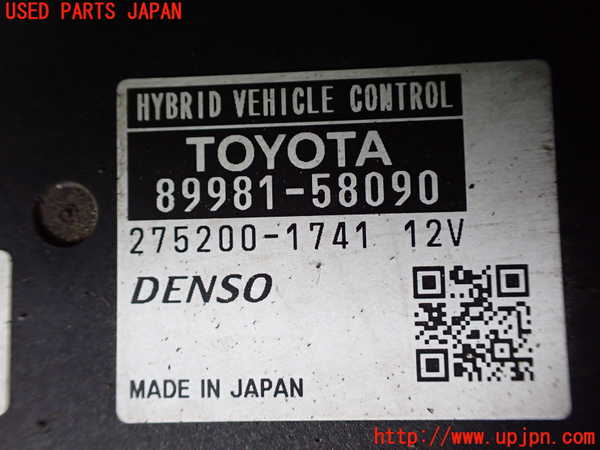 USED PARTS JAPAN
HYBRID VEHICLE CONTROL
TOYOTA
89981-58090
275200-1741 12V
DENSO
MADE IN JAPAN
http://www.upjpn.com/